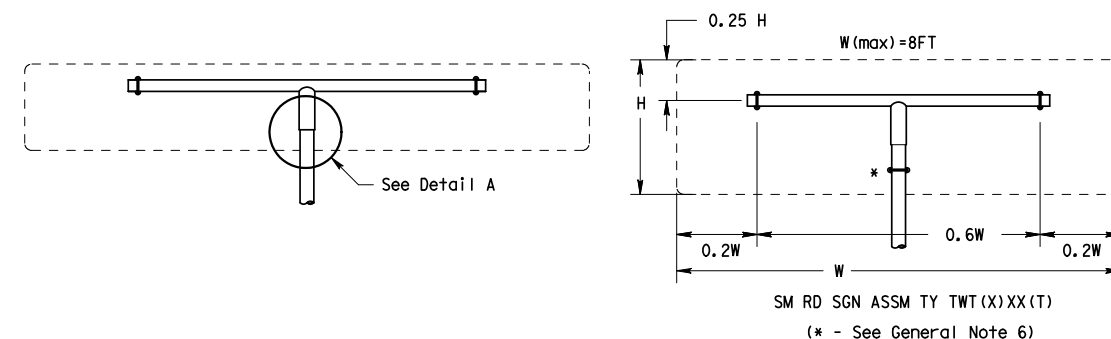 See Detail A
0.25 H
W(max)=8FT
H
*
0.2W
0.6W
0.2W
W
SM RD SGN ASSM TY TWT(X)XX(T)
(* - See General Note 6)